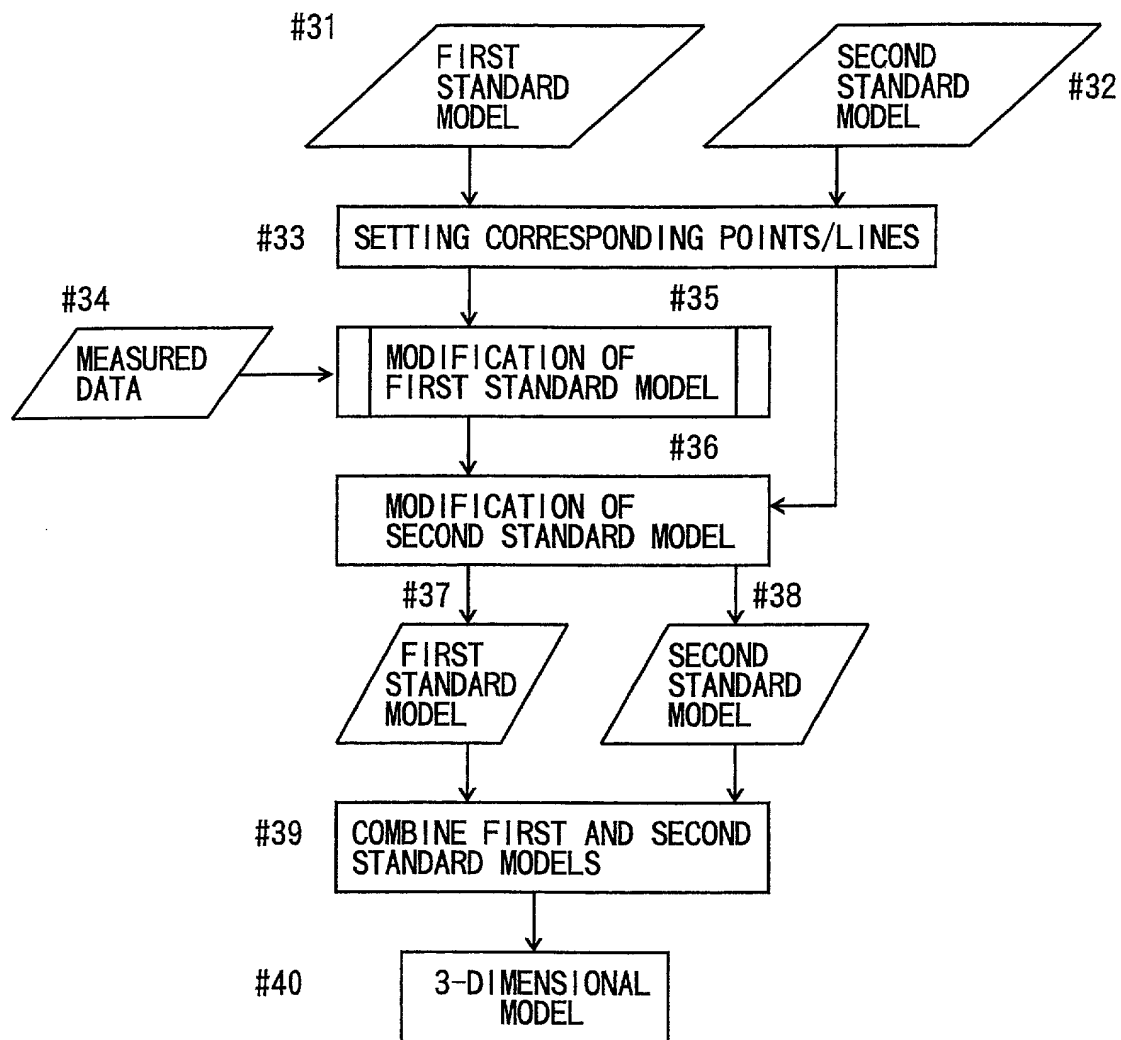 #31
FIRST
STANDARD
MODEL
SECOND
STANDARD
MODEL
#32
#33
SETTING CORRESPONDING POINTS/LINES
#34
MEASURED
DATA
#35
MODIFICATION OF
FIRST STANDARD MODEL
#36
MODIFICATION OF
SECOND STANDARD MODEL
#37
FIRST
STANDARD
MODEL
#38
SECOND
STANDARD
MODEL
#39
COMBINE FIRST AND SECOND
STANDARD MODELS
#40
3-DIMENSIONAL
MODEL